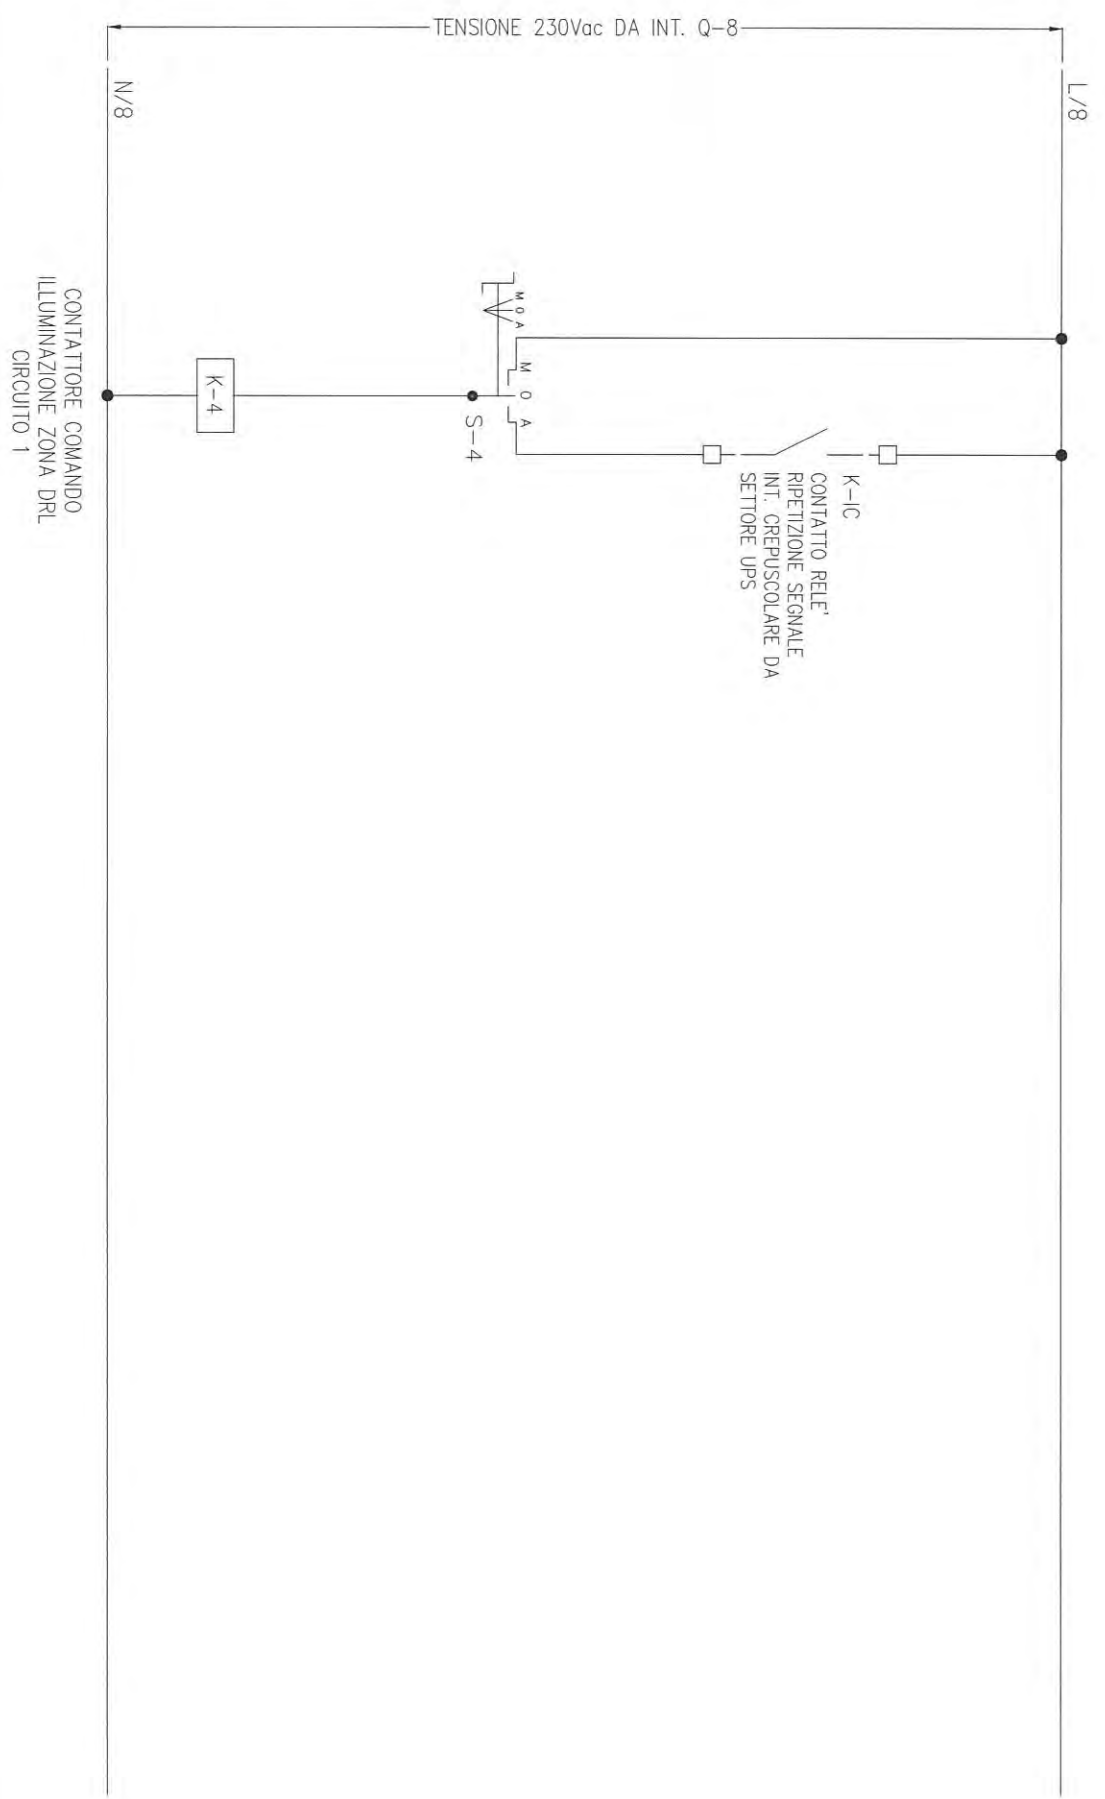 TENSIONE 230Vac DA INT. Q-8
L/8
N/8
M O A
M O A
S-4
K-IC
CONTATTO RELE'
RIPETIZIONE SEGNALE
INT. CREPUSCOLARE DA
SETTORE UPS
K-4
CONTATTORE COMANDO
ILLUMINAZIONE ZONA DRL
CIRCUITO 1